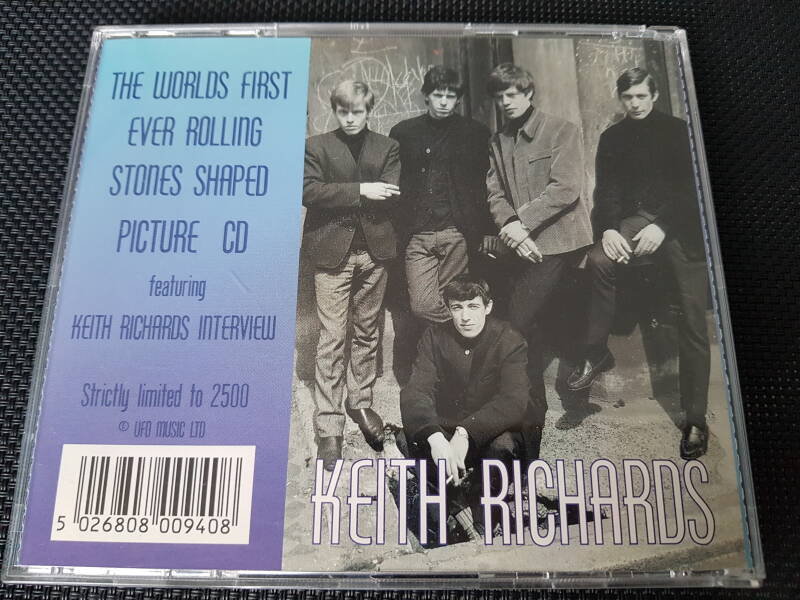 THE WORLDS FIRST
EVER ROLLING
STONES SHAPED
PICTURE CD
featuring
KEITH RICHARDS INTERVIEW
Strictly limited to 2500
© UFO MUSIC LTD
5 026808 009408
KEITH RICHARDS